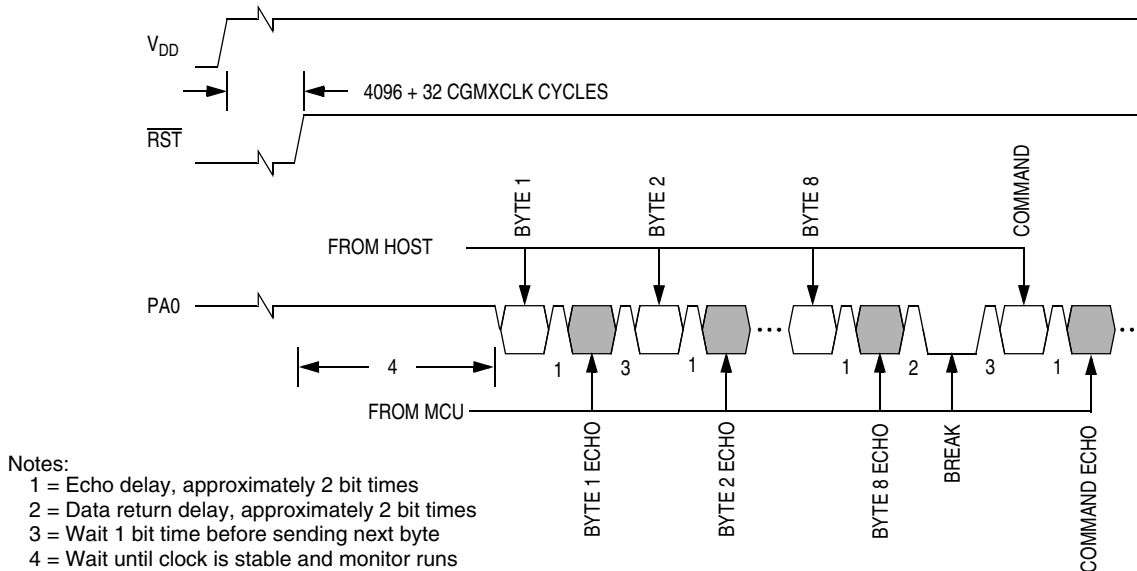 VDD
4096 + 32 CGMXCLK CYCLES
RST
FROM HOST
BYTE 1
BYTE 2
BYTE 8
COMMAND
PA0
4
1
3
1
1
2
3
1
FROM MCU
BYTE 1 ECHO
BYTE 2 ECHO
BYTE 8 ECHO
BREAK
COMMAND ECHO
Notes:
1 = Echo delay, approximately 2 bit times
2 = Data return delay, approximately 2 bit times
3 = Wait 1 bit time before sending next byte
4 = Wait until clock is stable and monitor runs